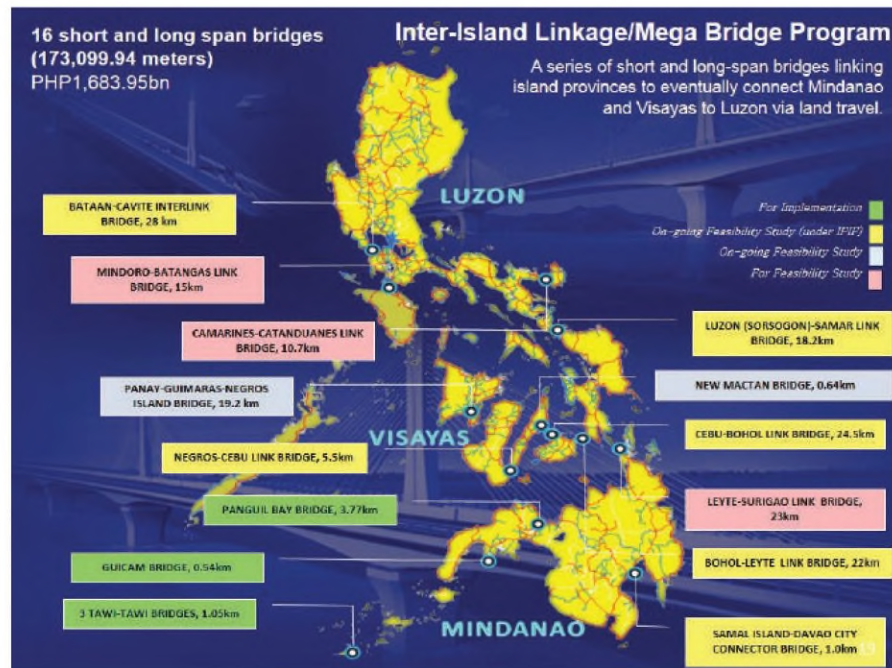 16 short and long span bridges
(173,099.94 meters)
PHP1,683.95bn
Inter-Island Linkage/Mega Bridge Program
A series of short and long-span bridges linking
island provinces to eventually connect Mindanao
and Visayas to Luzon via land travel.
LUZON
For Implementation
On-going Feasibility Study (under IFIF)
On-going Feasibility Study
For Feasibility Study
BATAAN-CAVITE INTERLINK
BRIDGE, 28 km
MINDORO-BATANGAS LINK
BRIDGE, 15km
CAMARINES-CATANDUANES LINK
BRIDGE, 10.7km
LUZON (SORSOGON)-SAMAR LINK
BRIDGE, 18.2km
PANAY-GUIMARAS-NEGROS
ISLAND BRIDGE, 19.2 km
NEW MACTAN BRIDGE, 0.64km
VISAYAS
CEBU-BOHOL LINK BRIDGE, 24.5km
NEGROS-CEBU LINK BRIDGE, 5.5km
PANGUIL BAY BRIDGE, 3.77km
LEYTE-SURIGAO LINK BRIDGE,
23km
GUICAM BRIDGE, 0.54km
BOHOL-LEYTE LINK BRIDGE, 22km
3 TAWI-TAWI BRIDGES, 1.05km
MINDANAO
SAMAL ISLAND-DAVAO CITY
CONNECTOR BRIDGE, 1.0km